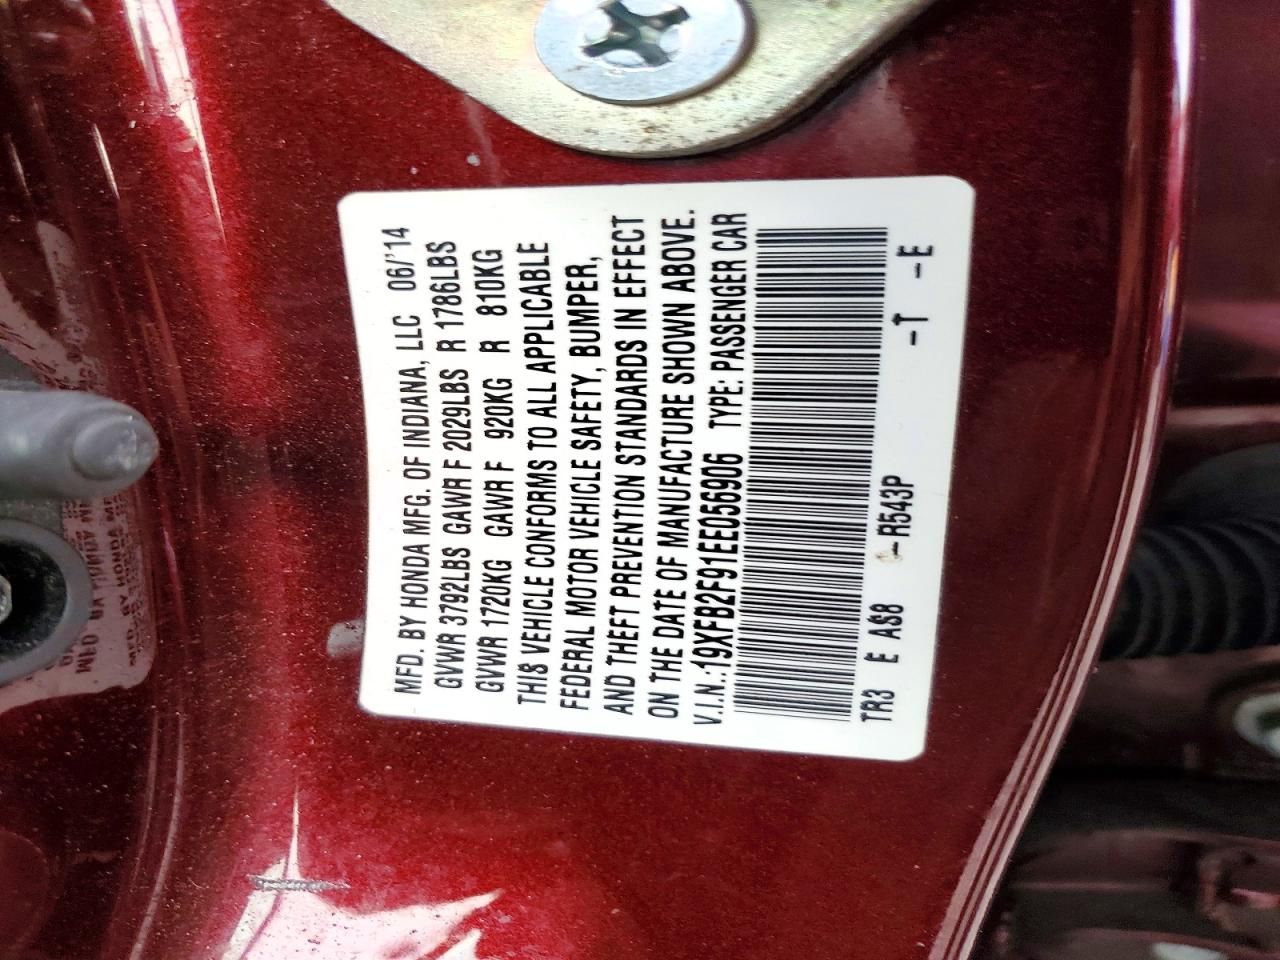 MFD. BY HONDA MFG. OF INDIANA, LLC 06/'14
GVWR 3792LBS GAWR F 2029LBS R 1786LBS
GVWR 1720KG GAWR F 920KG R 810KG
THIS VEHICLE CONFORMS TO ALL APPLICABLE
FEDERAL MOTOR VEHICLE SAFETY, BUMPER,
AND THEFT PREVENTION STANDARDS IN EFFECT
ON THE DATE OF MANUFACTURE SHOWN ABOVE.
V.I.N.:19XFB2F91EE056906 TYPE: PASSENGER CAR
TR3 E AS8 -R543P -T -E